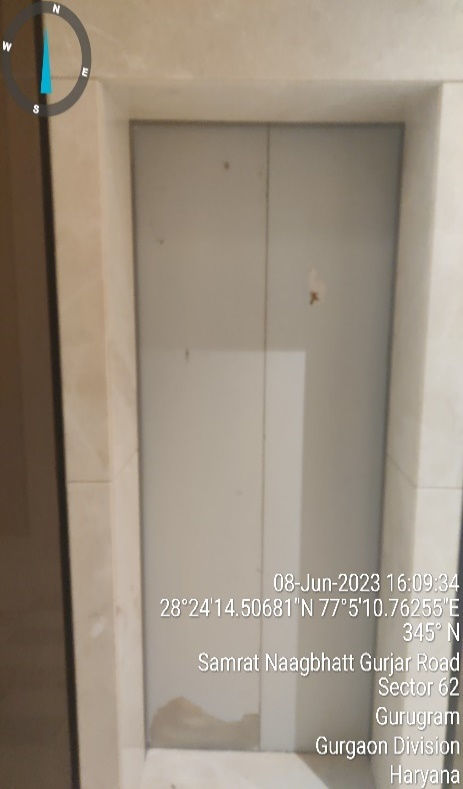 N
W
E
S
08-Jun-2023 16:09:34
28°24'14.50681"N 77°5'10.76255"E
345° N
Samrat Naagbhatt Gurjar Road
Sector 62
Gurugram
Gurgaon Division
Haryana